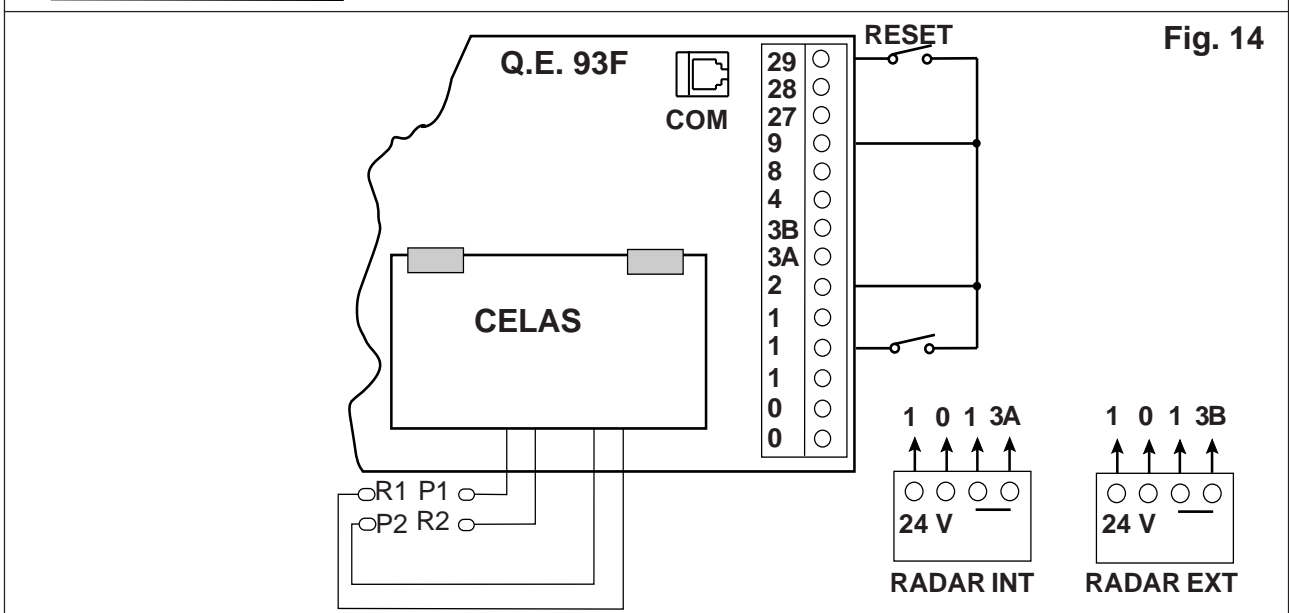 Fig. 14
Q.E. 93F
COM
RESET
29
28
27
9
8
4
3B
3A
2
1
1
1
0
0
CELAS
R1 P1
P2 R2
1 0 1 3A
24 V
RADAR INT
1 0 1 3B
24 V
RADAR EXT